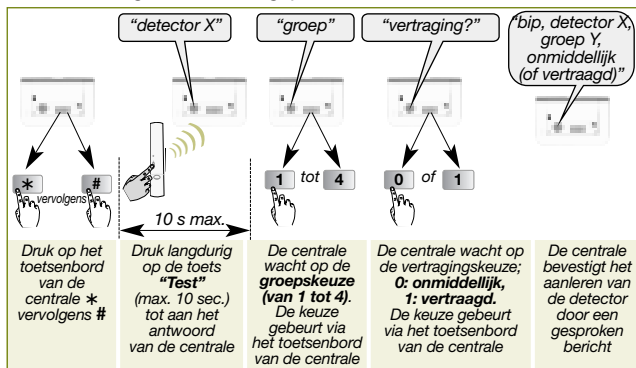 “detector X”
“groep”
“vertraging?”
“bip, detector X,
groep Y,
onmiddellijk
(of vertraagd)”
* vervolgens #
10 s max.
1 tot 4
0 of 1
Druk op het
toetsenbord
van de
centrale *
vervolgens #
Druk langdurig
op de toets
“Test”
(max. 10 sec.)
tot aan het
antwoord
van de centrale
De centrale
wacht op de
groepskeuze
(van 1 tot 4).
De keuze
gebeurt via
het toetsenbord
van de centrale
De centrale wacht op
de vertragingskeuze;
0: onmiddellijk,
1: vertraagd.
De keuze gebeurt
via het toetsenbord
van de centrale
De centrale
bevestigt het
aanleren van
de detector
door een
gesproken
bericht